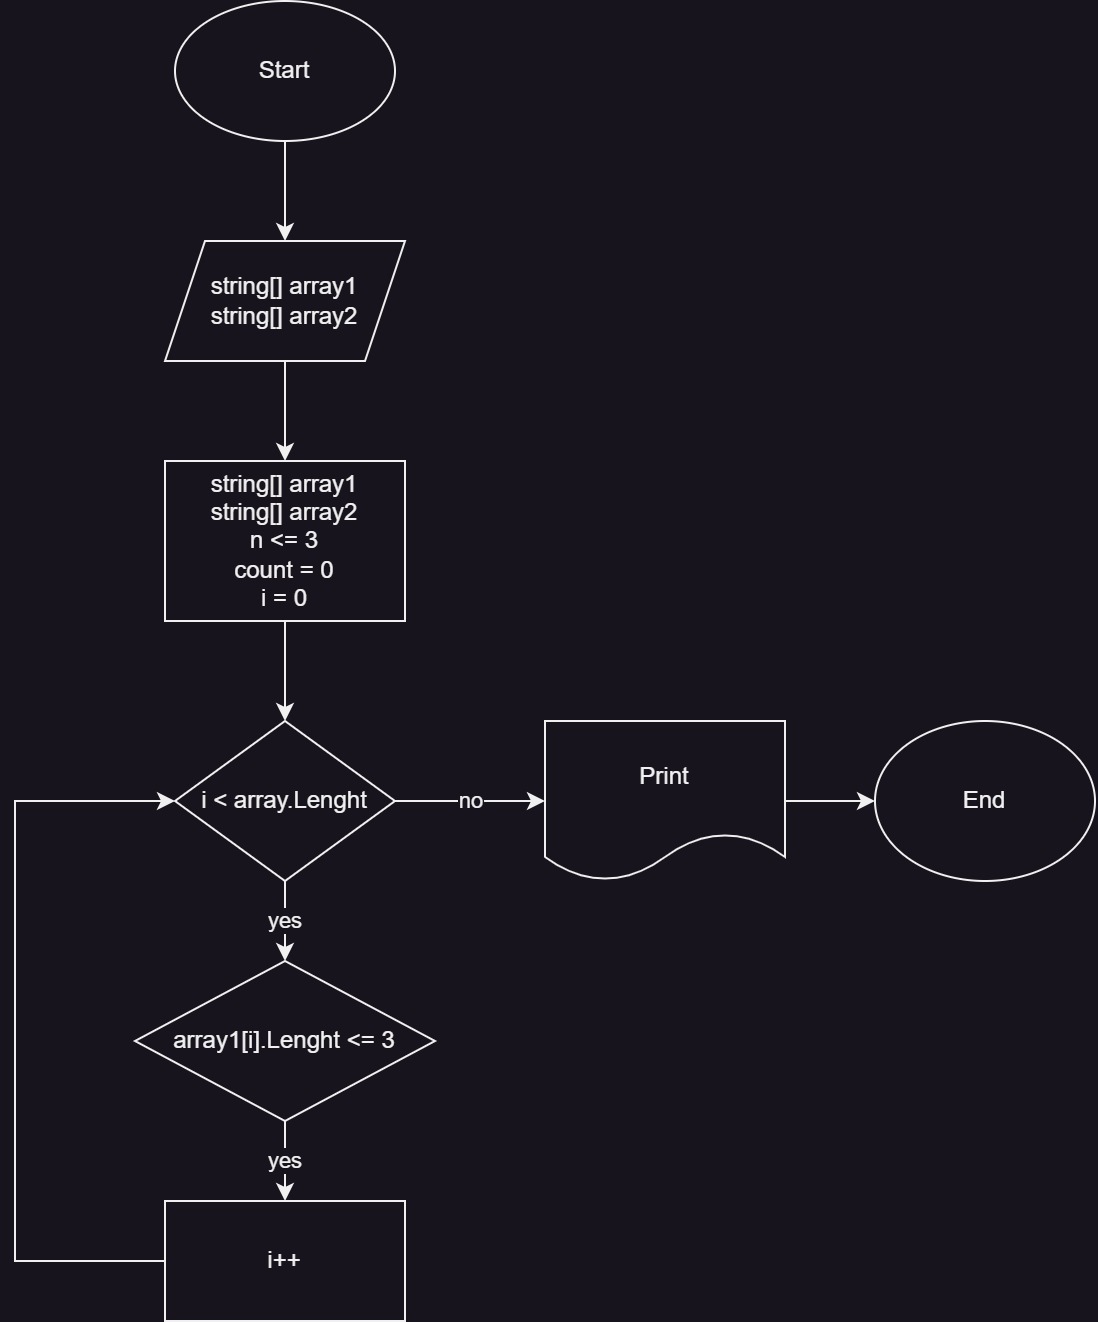 Start
string[] array1
string[] array2
string[] array1
string[] array2
n <= 3
count = 0
i = 0
i < array.Lenght
no
Print
End
yes
array1[i].Lenght <= 3
yes
i++